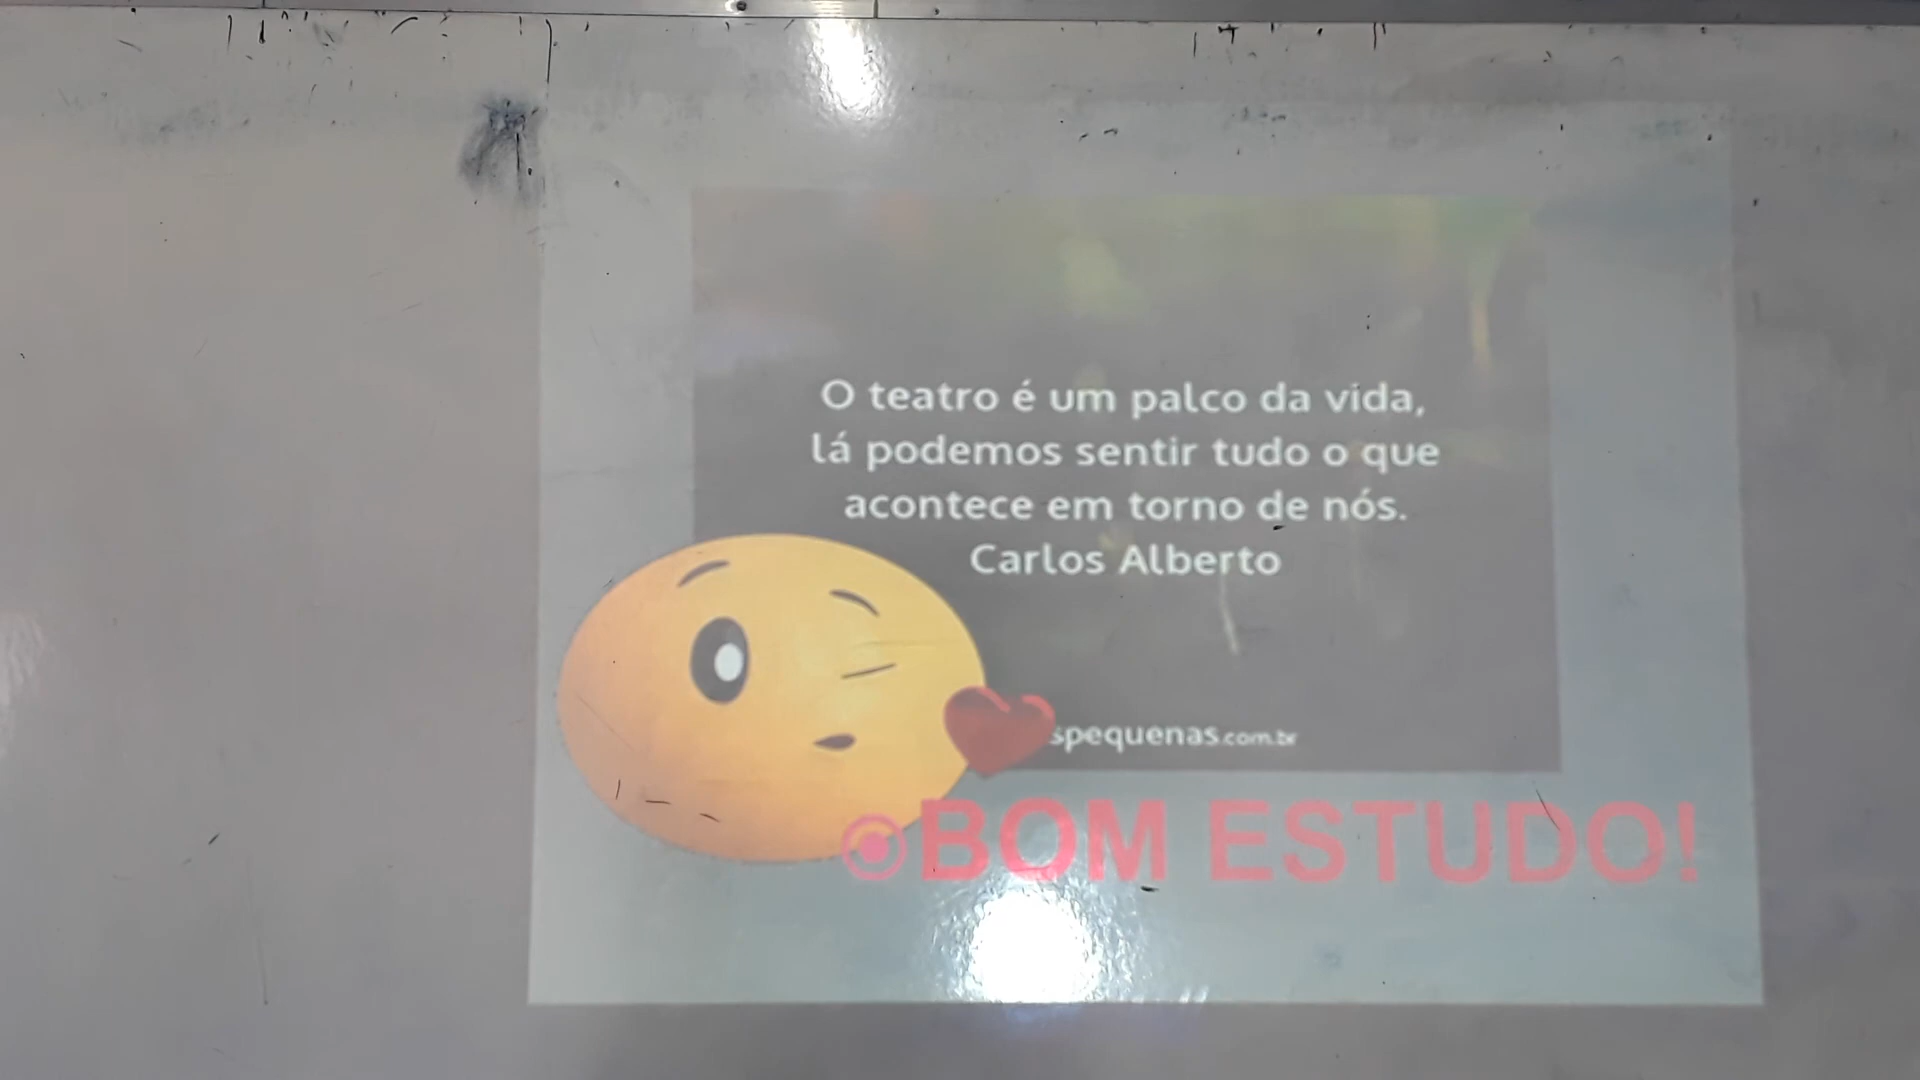 O teatro é um palco da vida,
lá podemos sentir tudo o que
acontece em torno de nós.
Carlos Alberto
spequenas.com.br
BOM ESTUDO!